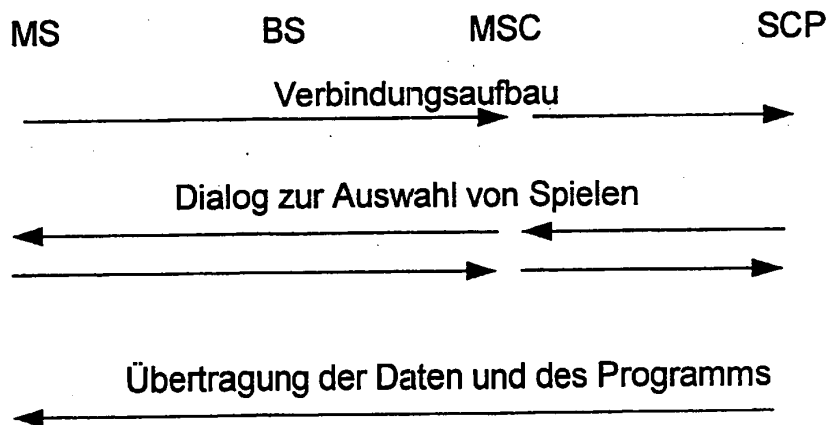 MS BS MSC SCP
Verbindungsaufbau
Dialog zur Auswahl von Spielen
Übertragung der Daten und des Programms